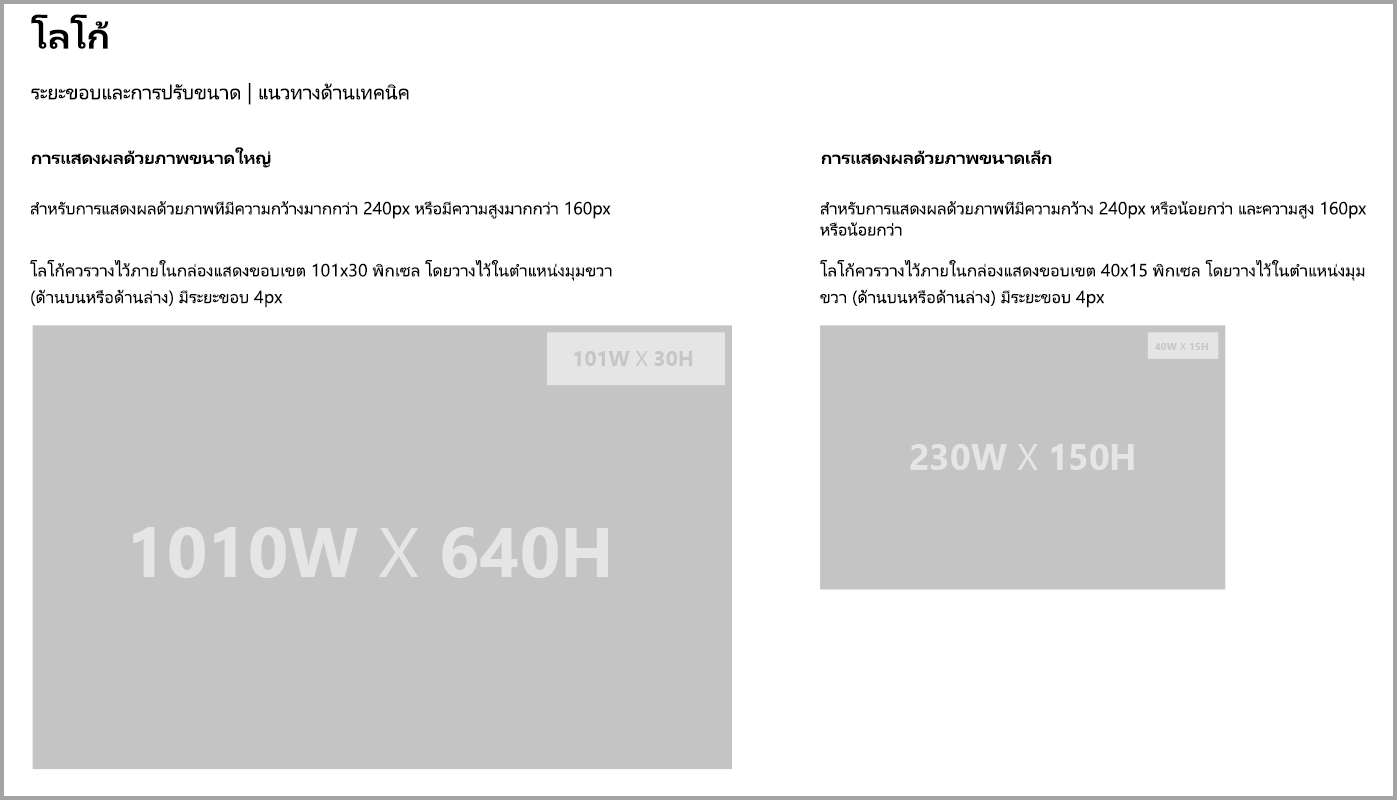 โลโก้
ระยะขอบและการปรับขนาด | แนวทางด้านเทคนิค
การแสดงผลด้วยภาพขนาดใหญ่
สำหรับการแสดงผลด้วยภาพที่มีความกว้างมากกว่า 240px หรือมีความสูงมากกว่า 160px
โลโก้ควรวางไว้ภายในกล่องแสดงขอบเขต 101x30 พิกเซล โดยวางไว้ในตำแหน่งมุมขวา
(ด้านบนหรือด้านล่าง) มีระยะขอบ 4px
101W X 30H
1010W X 640H
การแสดงผลด้วยภาพขนาดเล็ก
สำหรับการแสดงผลด้วยภาพที่มีความกว้าง 240px หรือน้อยกว่า และความสูง 160px
หรือน้อยกว่า
โลโก้ควรวางไว้ภายในกล่องแสดงขอบเขต 40x15 พิกเซล โดยวางไว้ในตำแหน่งมุม
ขวา (ด้านบนหรือด้านล่าง) มีระยะขอบ 4px
40W X 15H
230W X 150H